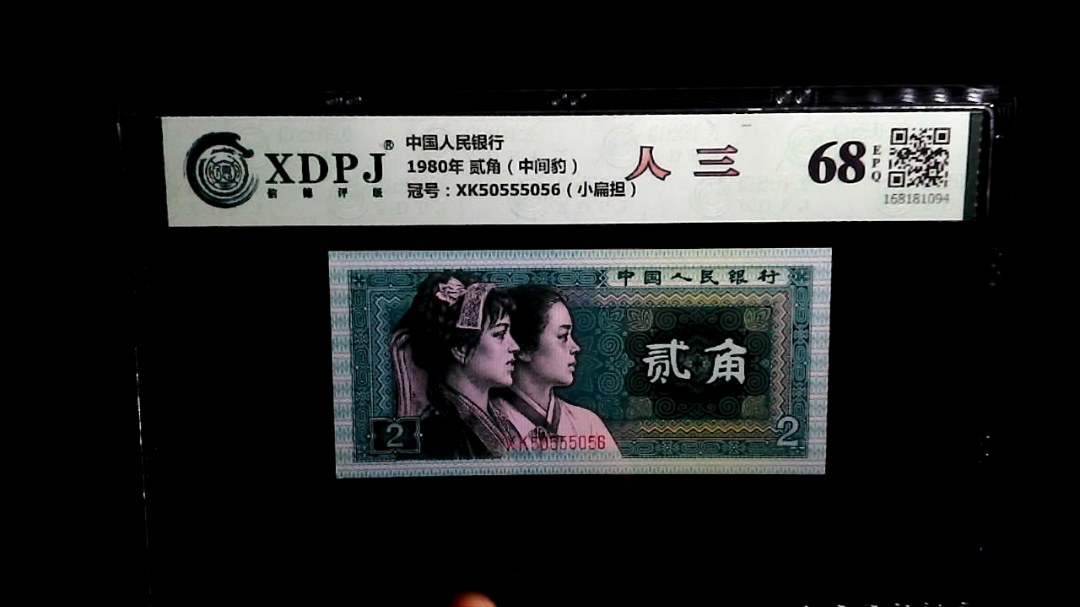 XDPJ®
评级
中国人民银行
1980年 贰角（中间豹）
冠号：XK50555056（小扁担）
人 三
68
EPQ
168181094
中国人民银行
贰角
2
XK50555056
2